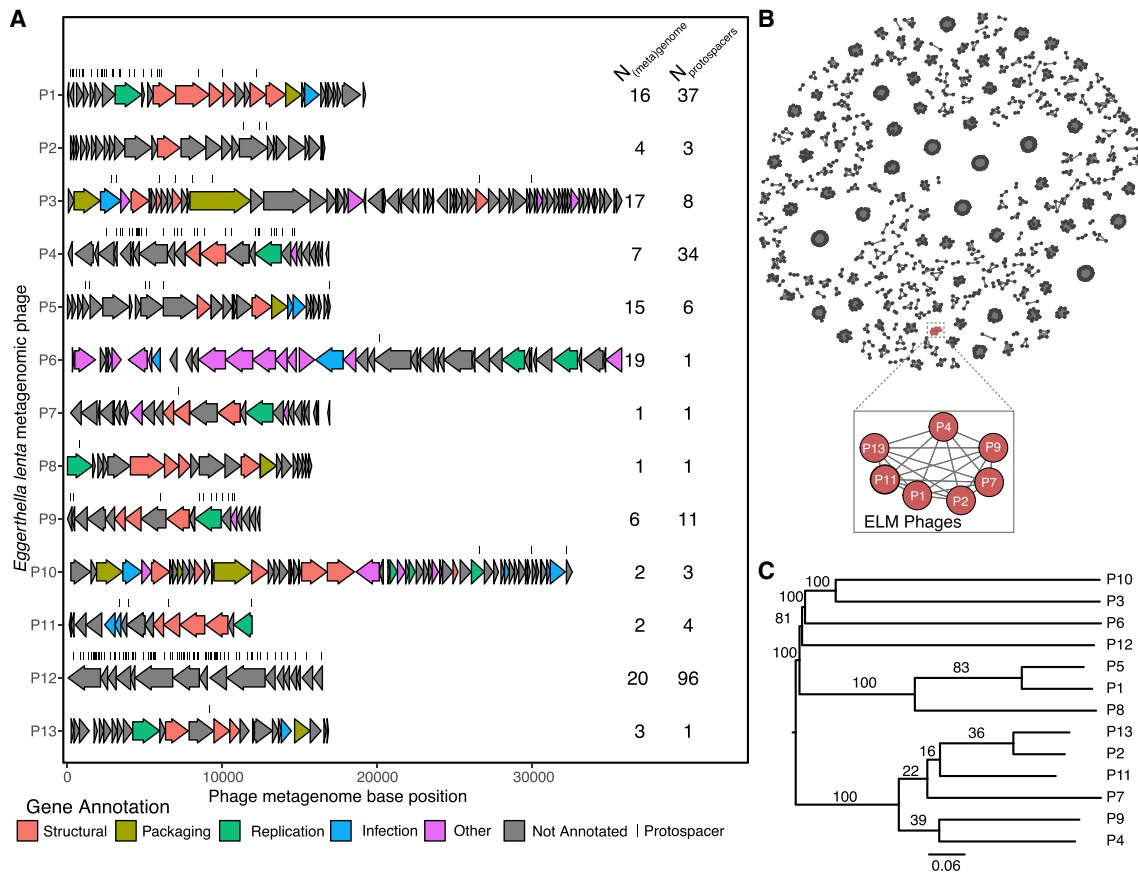 A
N (meta)genome
N protospacers
P1
16
37
P2
4
3
P3
17
8
P4
7
34
P5
15
6
P6
19
1
P7
1
1
P8
1
1
P9
6
11
P10
2
3
P11
2
4
P12
20
96
P13
3
1
Eggerthella lenta metagenomic phage
0
10000
20000
30000
Phage metagenome base position
Gene Annotation
Structural
Packaging
Replication
Infection
Other
Not Annotated
Protospacer
B
P4
P13
P9
P11
P7
P1
P2
ELM Phages
C
100
P10
100
P3
81
P6
P12
100
83
P5
100
P1
P8
36
P13
16
P2
22
P11
100
P7
39
P9
P4
0.06